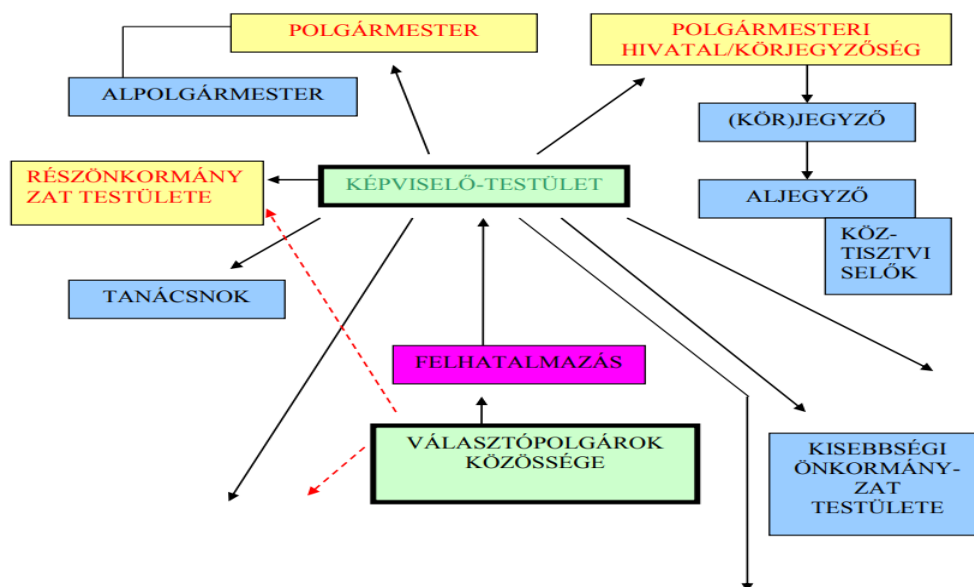 POLGÁRMESTER
POLGÁRMESTERI
HIVATAL/KÖRJEGYZŐSÉG
ALPOLGÁRMESTER
(KÖR)JEGYZŐ
RÉSZÖNKORMÁNY
ZAT TESTÜLETE
KÉPVISELŐ-TESTÜLET
ALJEGYZŐ
KÖZ-
TISZTVI
SELŐK
TANÁCSNOK
FELHATALMAZÁS
VÁLASZTÓPOLGÁROK
KÖZÖSSÉGE
KISEBBSÉGI
ÖNKORMÁNY-
ZAT
TESTÜLETE